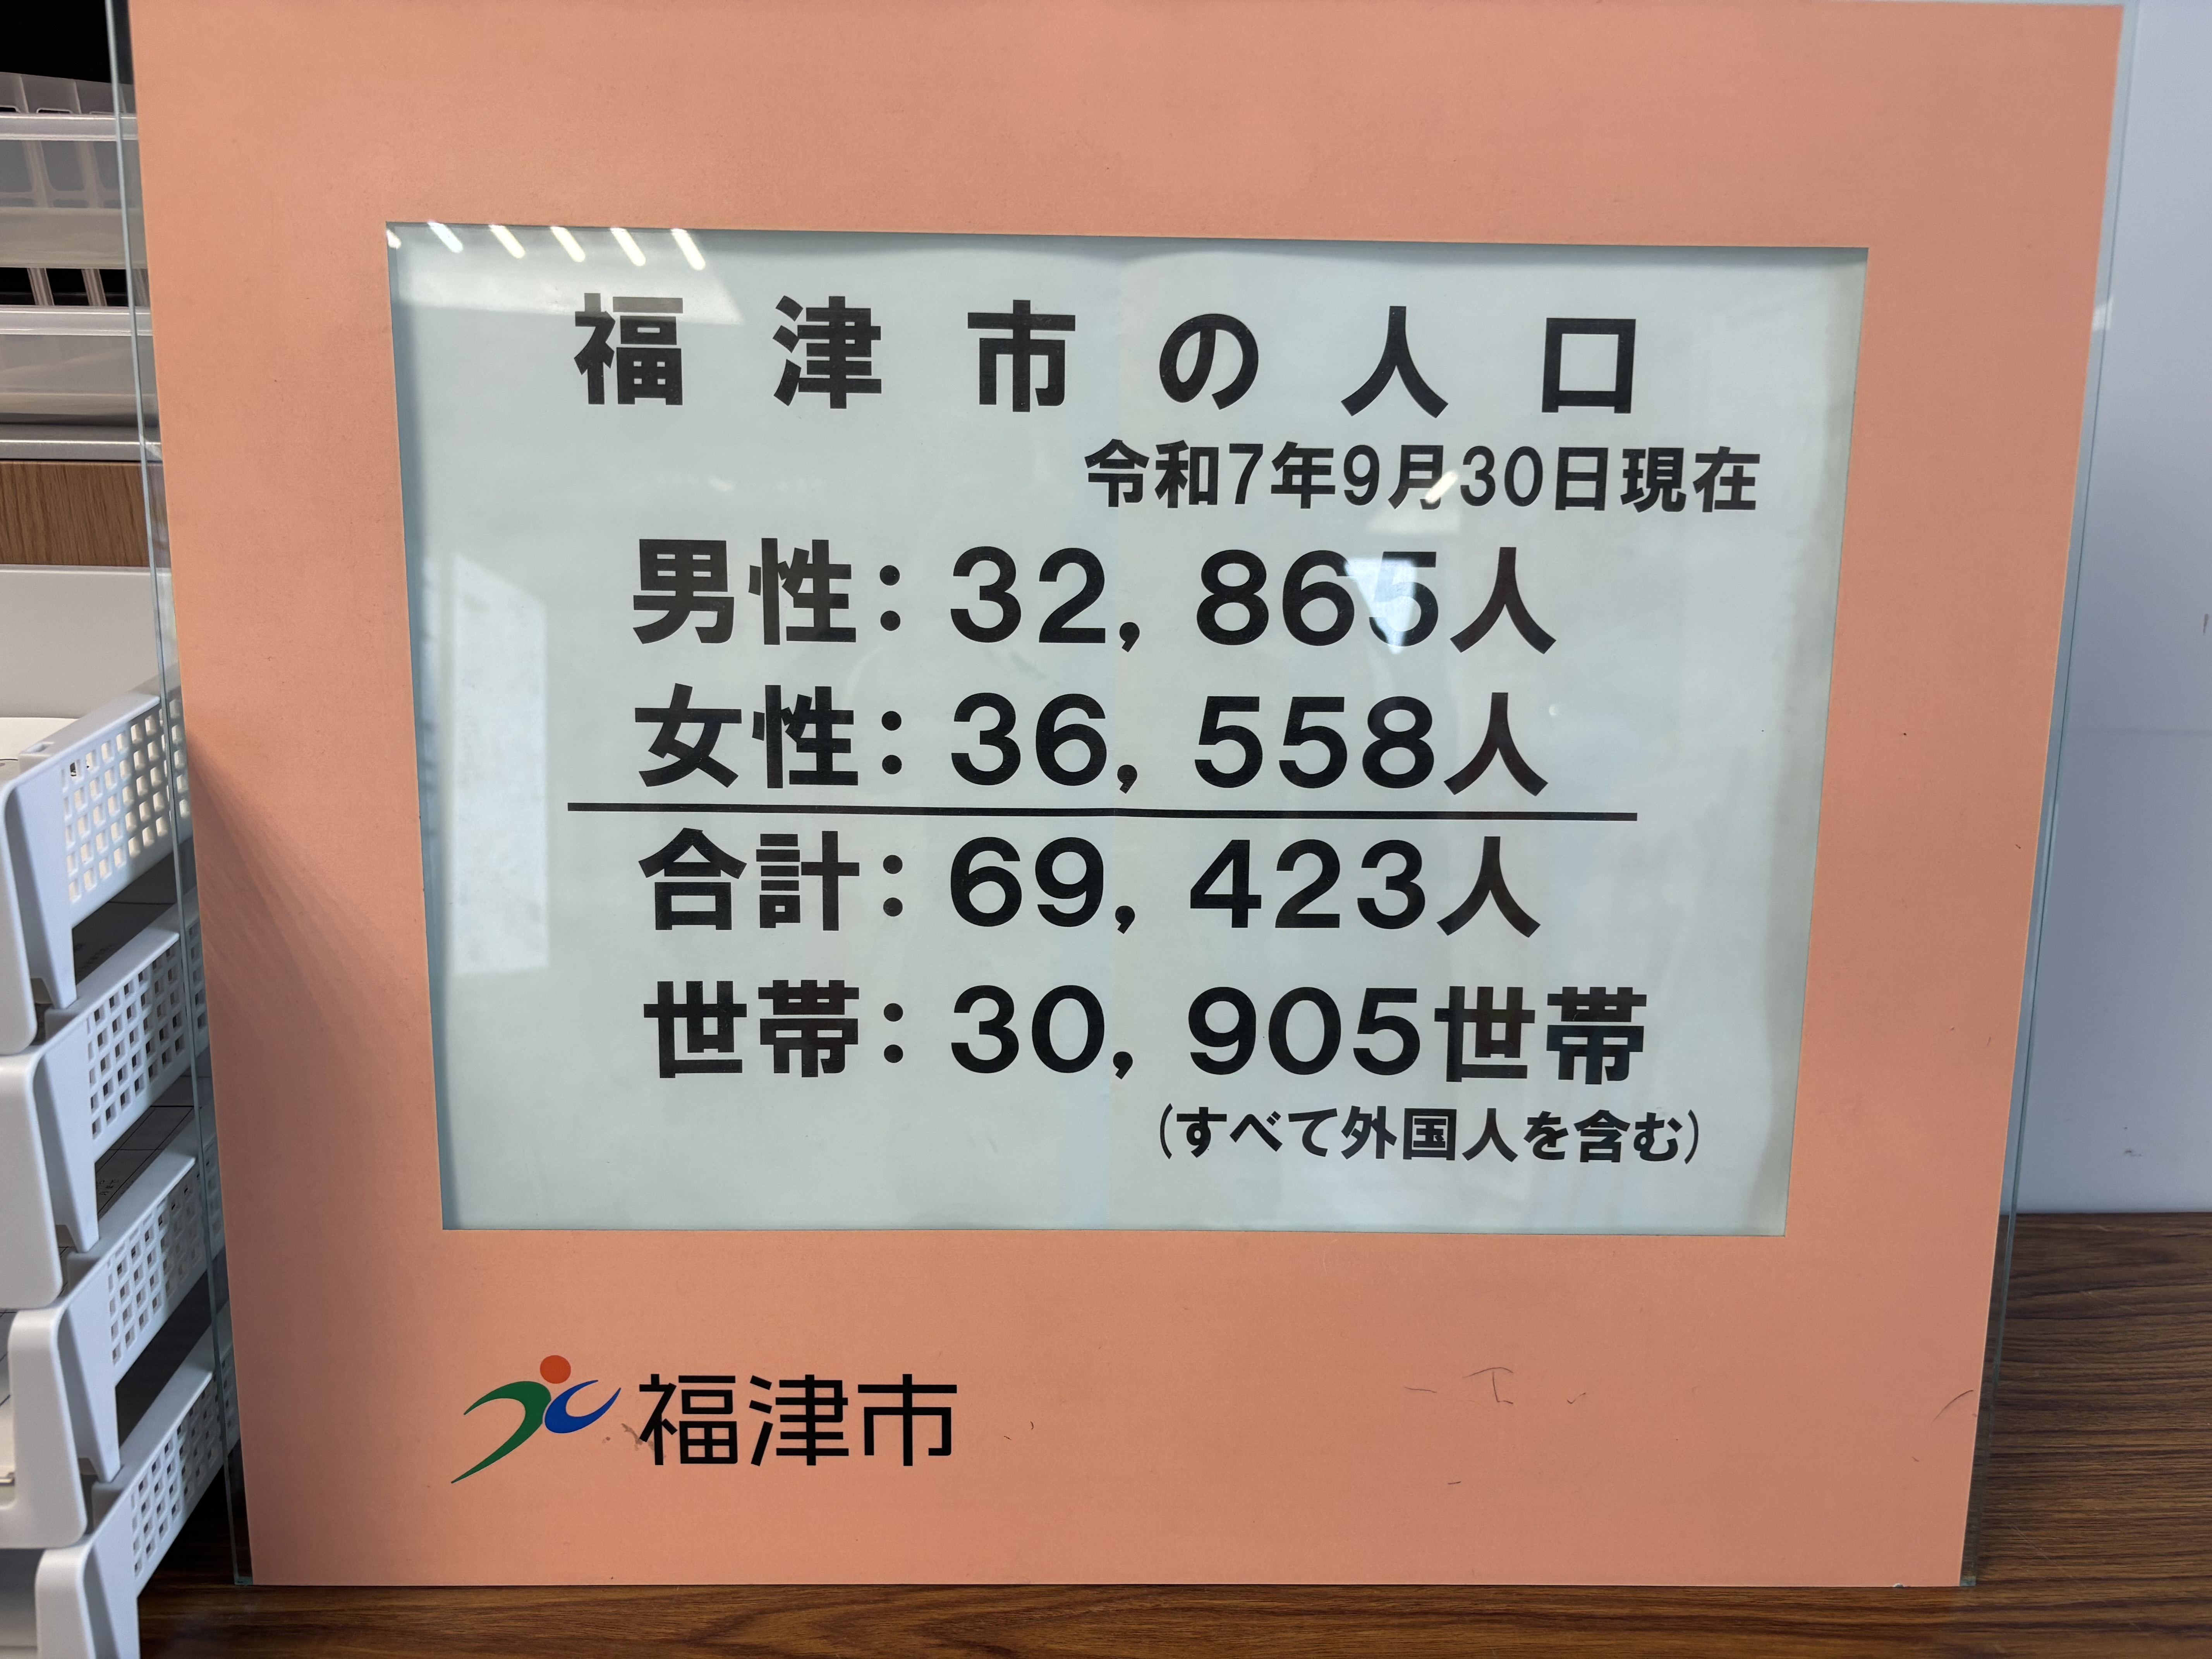 福津市の人口
令和7年9月30日現在
男性：32，865人
女性：36，558人
合計：69，423人
世帯：30，905世帯
(すべて外国人を含む)
福津市